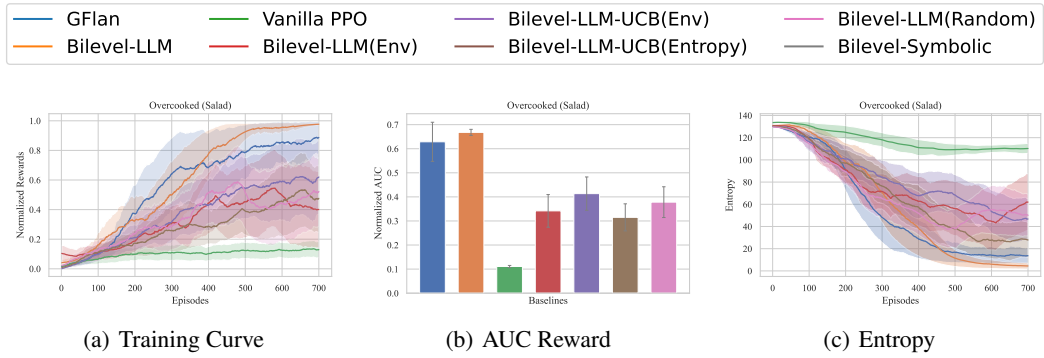 GFlan Vanilla PPO Bilevel-LLM-UCB(Env) Bilevel-LLM(Random)
Bilevel-LLM Bilevel-LLM(Env) Bilevel-LLM-UCB(Entropy) Bilevel-Symbolic
Overcooked (Salad)
Normalized Rewards
1.0
0.8
0.6
0.4
0.2
0.0
0 100 200 300 400 500 600 700
Episodes
(a) Training Curve
Overcooked (Salad)
Normalized AUC
0.7
0.6
0.5
0.4
0.3
0.2
0.1
0.0
Baselines
(b) AUC Reward
Overcooked (Salad)
Entropy
140
120
100
80
60
40
20
0
0 100 200 300 400 500 600 700
Episodes
(c) Entropy